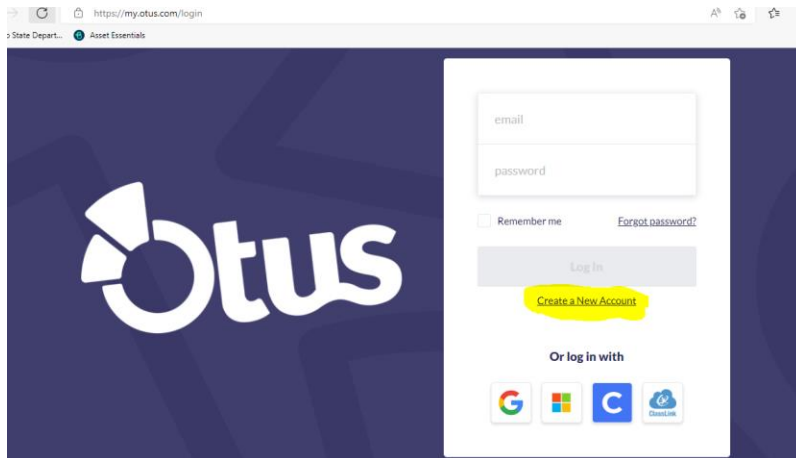 https://my.otus.com/login
o State Depart... Asset Essentials
email
password
Otus
Remember me Forgot password?
Log In
Create a New Account
Or log in with
G C ClassLink